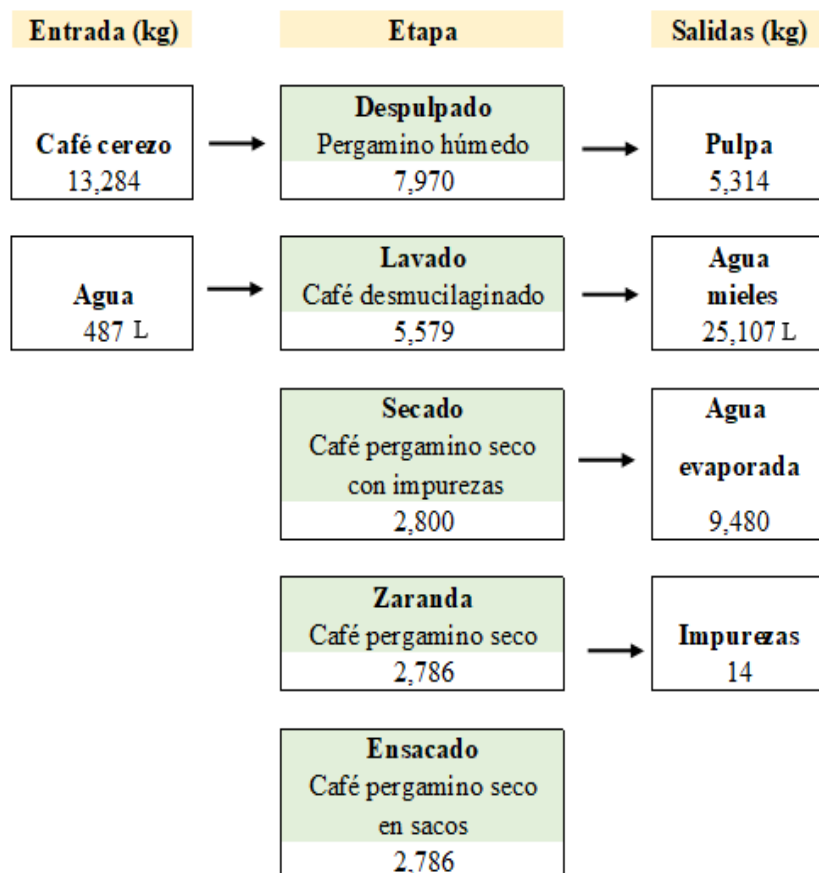 Entrada (kg)
Etapa
Salidas (kg)
Café cerezo
13,284
Despulpado
Pergamino húmedo
7,970
Pulpa
5,314
Agua
487 L
Lavado
Café desmucilaginado
5,579
Agua
mieles
25,107 L
Secado
Café pergamino seco
con impurezas
2,800
Agua
evaporada
9,480
Zaranda
Café pergamino seco
2,786
Impurezas
14
Ensacado
Café pergamino seco
en sacos
2,786